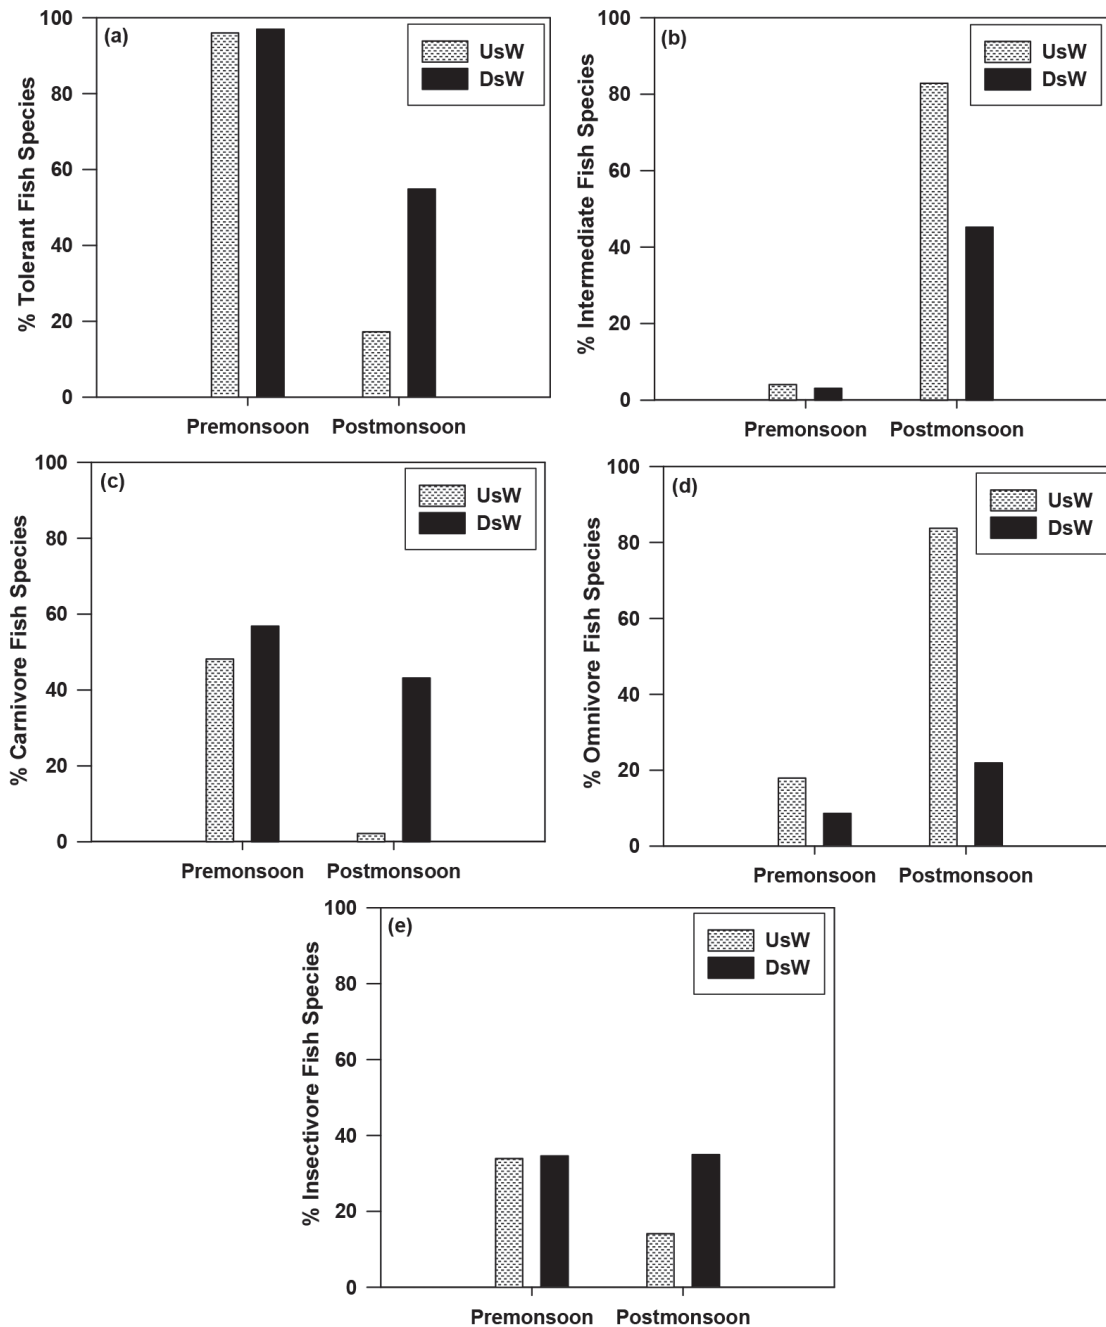 (a)
UsW
DsW
% Tolerant Fish Species
100
80
60
40
20
0
Premonsoon Postmonsoon
(b)
UsW
DsW
% Intermediate Fish Species
100
80
60
40
20
0
Premonsoon Postmonsoon
(c)
UsW
DsW
% Carnivore Fish Species
100
80
60
40
20
0
Premonsoon Postmonsoon
(d)
UsW
DsW
% Omnivore Fish Species
100
80
60
40
20
0
Premonsoon Postmonsoon
(e)
UsW
DsW
% Insectivore Fish Species
100
80
60
40
20
0
Premonsoon Postmonsoon